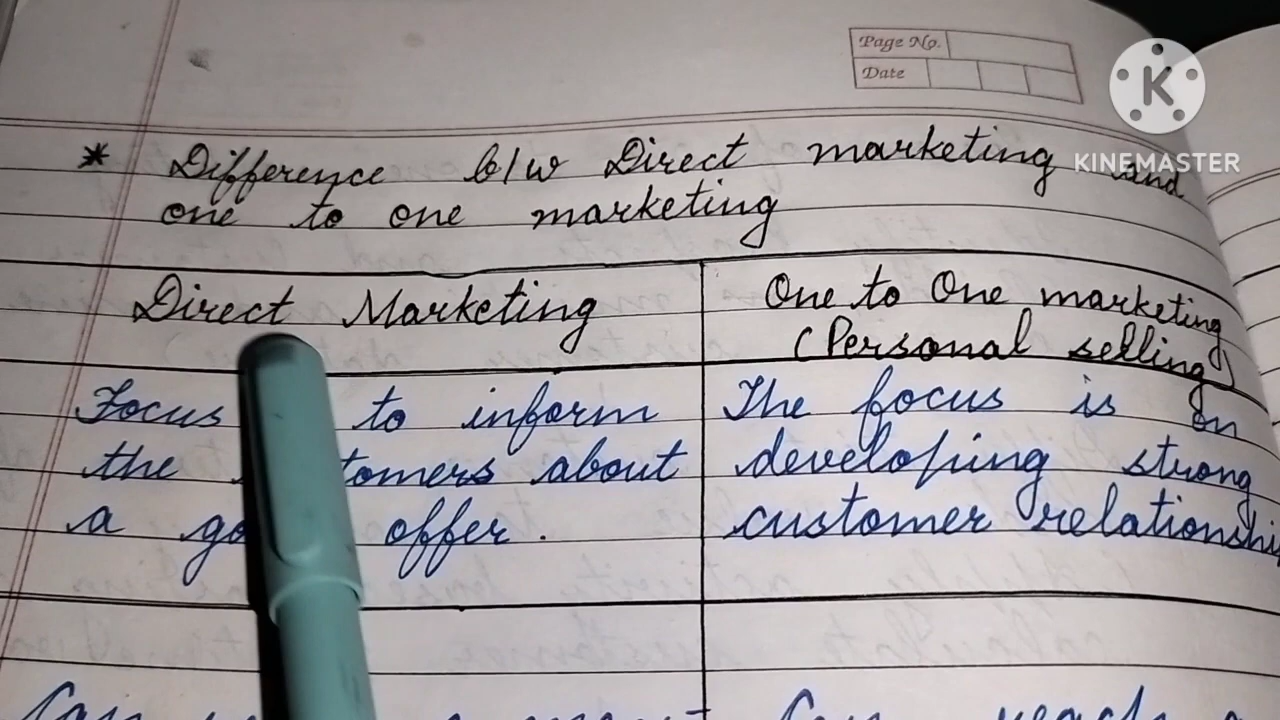 Page No.
Date
K
KINEMASTER
* Difference b/w Direct marketing and
one to one marketing
Direct Marketing
One to One marketing
(Personal selling)
Focus to inform
the about
a offer.
The focus is on
developing strong
customer relationship